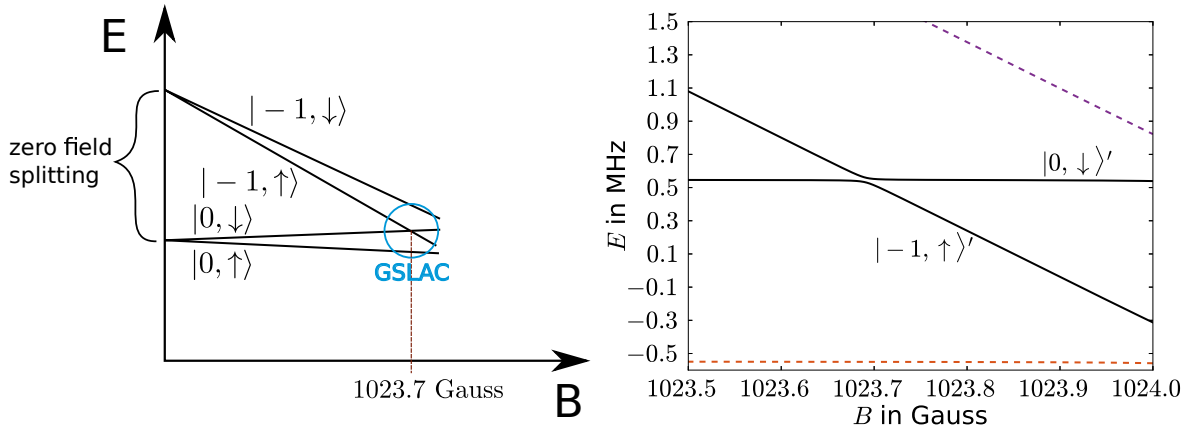 E
| − 1, ↓⟩
zero field
splitting
| − 1, ↑⟩
|0, ↓⟩
|0, ↑⟩
GSLAC
1023.7 Gauss
B
1.5
1.3
1.1
0.9
0.7
0.5
0.3
0.1
−0.1
−0.3
−0.5
E in MHz
|0, ↓⟩′
| − 1, ↑⟩′
1023.5 1023.6 1023.7 1023.8 1023.9 1024.0
B in Gauss